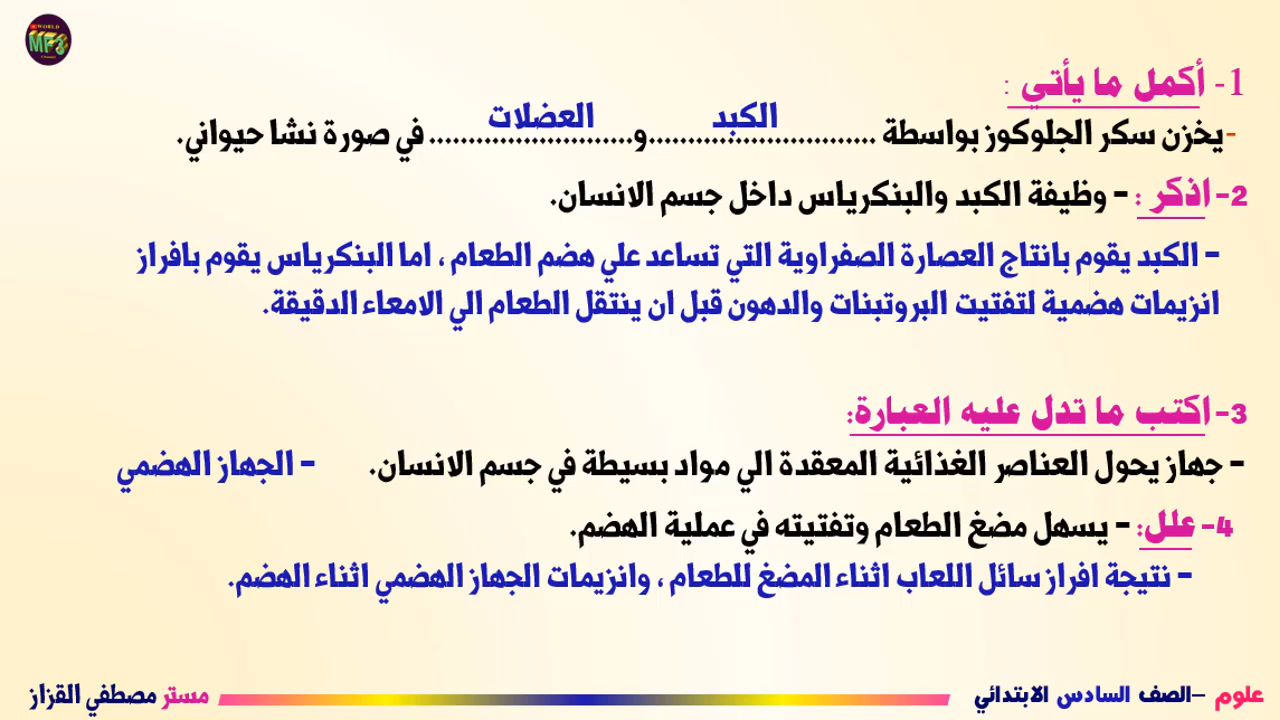 WORLD
MF3
1- أكمل ما يأتي :
الكبد العضلات
-يخزن سكر الجلوكوز بواسطة ............................و......................... في صورة نشا حيواني.
2- اذكر : - وظيفة الكبد والبنكرياس داخل جسم الانسان.
- الكبد يقوم بانتاج العصارة الصفراوية التي تساعد علي هضم الطعام ، اما البنكرياس يقوم بافراز
انزيمات هضمية لتفتيت البروتبنات والدهون قبل ان ينتقل الطعام الي الامعاء الدقيقة.
3- اكتب ما تدل عليه العبارة:
- جهاز يحول العناصر الغذائية المعقدة الي مواد بسيطة في جسم الانسان. - الجهاز الهضمي
4- علل: - يسهل مضغ الطعام وتفتيته في عملية الهضم.
- نتيجة افراز سائل اللعاب اثناء المضغ للطعام ، وانزيمات الجهاز الهضمي اثناء الهضم.
علوم –الصف السادس الابتدائي مستر مصطفي القزاز